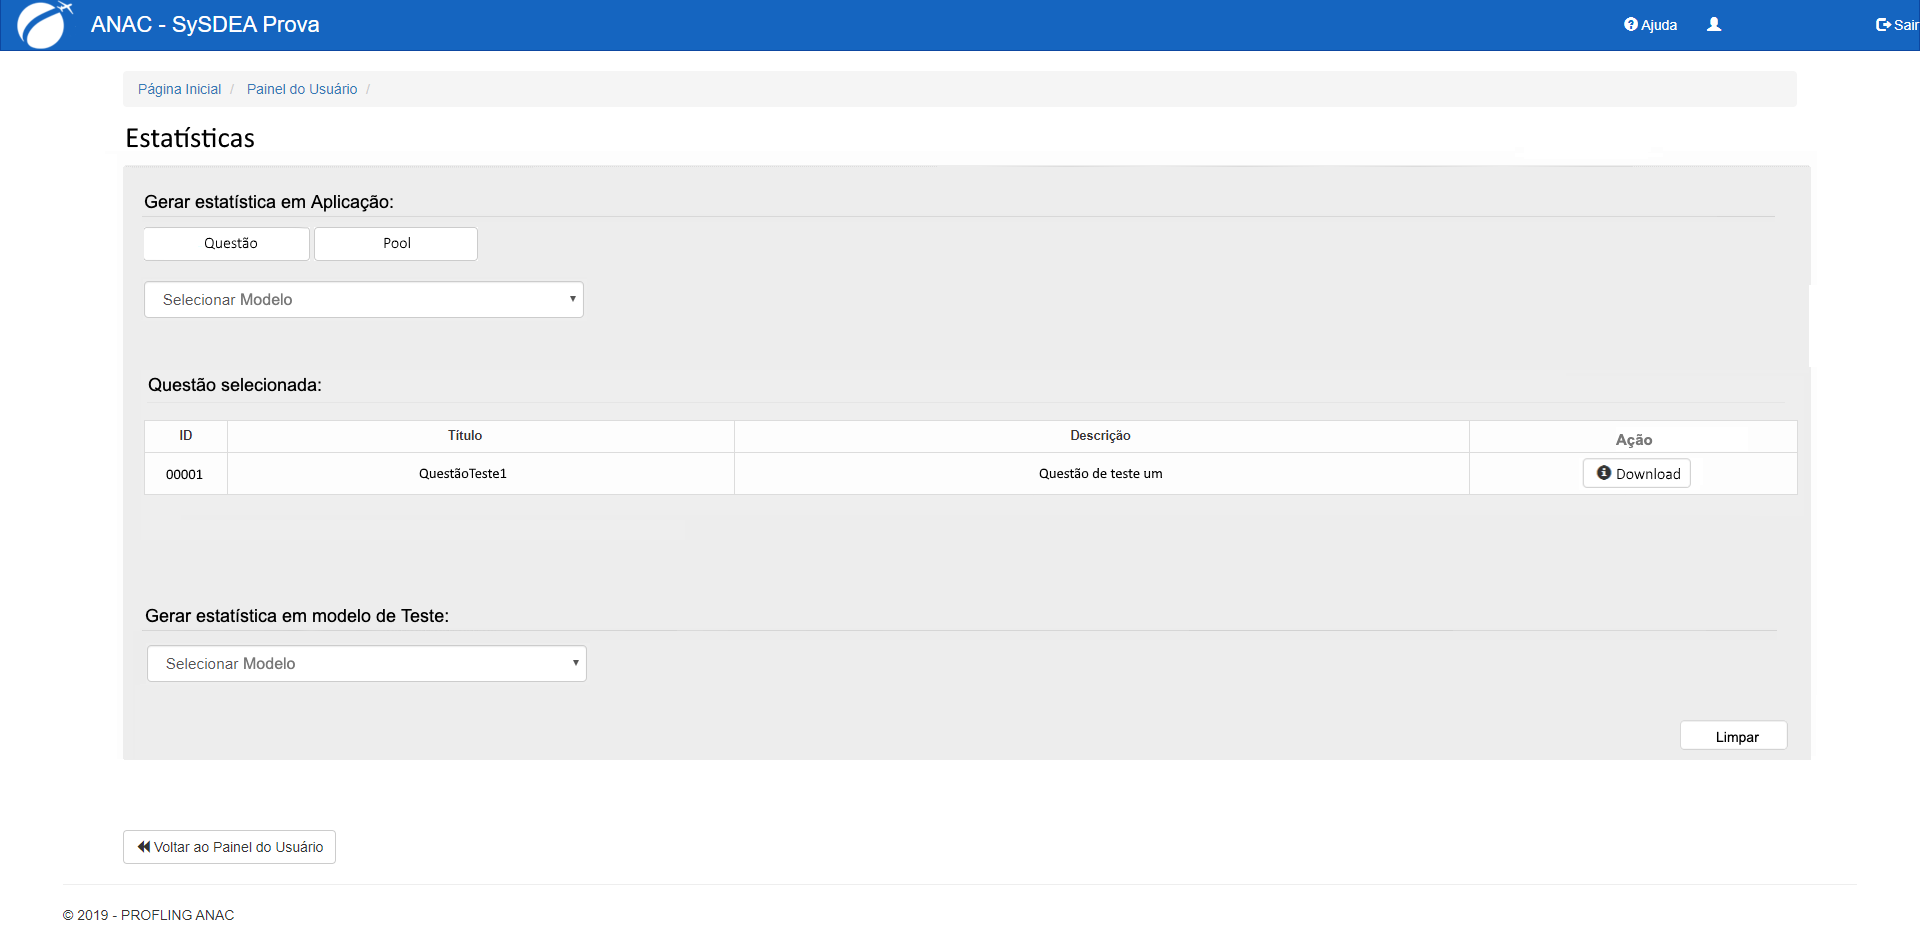 ANAC - SySDEA Prova
Ajuda
Sair
Página Inicial / Painel do Usuário /
Estatísticas
Gerar estatística em Aplicação:
Questão
Pool
Selecionar Modelo
Questão selecionada:
ID Título Descrição Ação
00001 QuestãoTeste1 Questão de teste um Download
Gerar estatística em modelo de Teste:
Selecionar Modelo
Limpar
Voltar ao Painel do Usuário
© 2019 - PROFLING ANAC